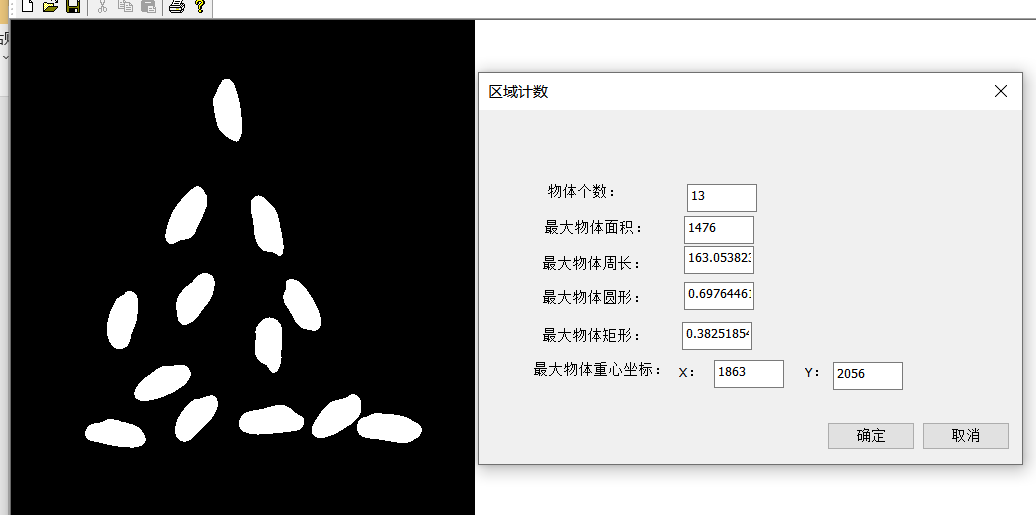 区域计数
物体个数： 13
最大物体面积： 1476
最大物体周长： 163.053823
最大物体圆形： 0.6976446
最大物体矩形： 0.3825185
最大物体重心坐标： X： 1863 Y： 2056
确定 取消